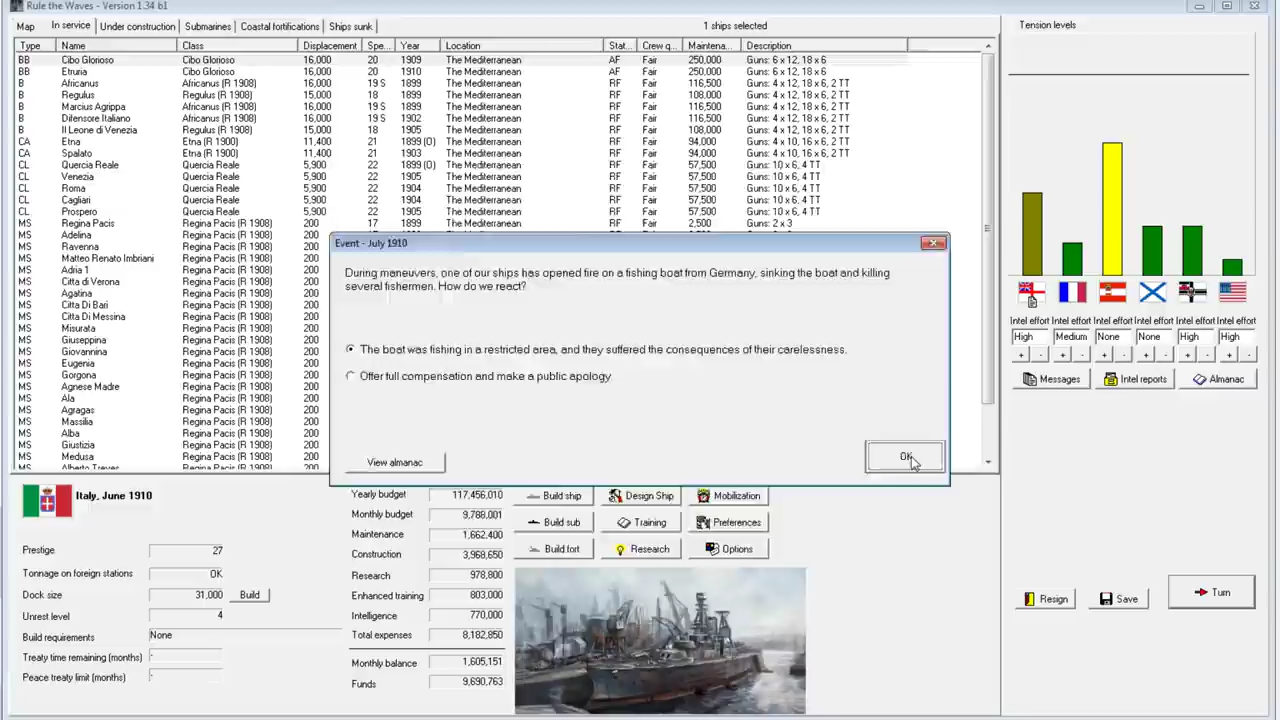 Rule the Waves - Version 1.34 b1
Map In service Under construction Submarines Coastal fortifications Ships sunk 1 ships selected Tension levels
Type Name Class Displacement Spe... Year Location Stat... Crew q... Maintena... Description
BB Cibo Glorioso Cibo Glorioso 16,000 20 1909 The Mediterranean AF Fair 250,000 Guns: 6 x 12, 18 x 6
BB Etruria Cibo Glorioso 16,000 20 1910 The Mediterranean AF Fair 250,000 Guns: 6 x 12, 18 x 6
B Africanus Africanus (R 1908) 16,000 19 S 1899 The Mediterranean RF Fair 116,500 Guns: 4 x 12, 18 x 6, 2 TT
B Regulus Regulus (R 1908) 15,000 18 1899 The Mediterranean RF Fair 108,000 Guns: 4 x 12, 18 x 6, 2 TT
B Marcius Agrippa Africanus (R 1908) 16,000 19 S 1899 The Mediterranean RF Fair 116,500 Guns: 4 x 12, 18 x 6, 2 TT
B Difensore Italiano Africanus (R 1908) 16,000 19 S 1902 The Mediterranean RF Fair 116,500 Guns: 4 x 12, 18 x 6, 2 TT
B Il Leone di Venezia Regulus (R 1908) 15,000 18 1905 The Mediterranean RF Fair 108,000 Guns: 4 x 12, 18 x 6, 2 TT
CA Etna Etna (R 1900) 11,400 21 1899 (O) The Mediterranean RF Fair 94,000 Guns: 4 x 10, 16 x 6, 2 TT
CA Spalato Etna (R 1900) 11,400 21 1903 The Mediterranean RF Fair 94,000 Guns: 4 x 10, 16 x 6, 2 TT
CL Quercia Reale Quercia Reale 5,900 22 1899 (O) The Mediterranean RF Fair 57,500 Guns: 10 x 6, 4 TT
CL Venezia Quercia Reale 5,900 22 1905 The Mediterranean RF Fair 57,500 Guns: 10 x 6, 4 TT
CL Roma Quercia Reale 5,900 22 1904 The Mediterranean RF Fair 57,500 Guns: 10 x 6, 4 TT
CL Cagliari Quercia Reale 5,900 22 1904 The Mediterranean RF Fair 57,500 Guns: 10 x 6, 4 TT
CL Prospero Quercia Reale 5,900 22 1905 The Mediterranean RF Fair 57,500 Guns: 10 x 6, 4 TT
MS Regina Pacis Regina Pacis (R 1908) 200 17 1899 The Mediterranean RF Fair 2,500 Guns: 2 x 3
MS Adelina Regina Pacis (R 1908) 200
MS Ravenna Regina Pacis (R 1908) 200
MS Matteo Renato Imbriani Regina Pacis (R 1908) 200
MS Adria 1 Regina Pacis (R 1908) 200
MS Citta di Verona Regina Pacis (R 1908) 200
MS Agatina Regina Pacis (R 1908) 200
MS Citta Di Bari Regina Pacis (R 1908) 200
MS Citta Di Messina Regina Pacis (R 1908) 200
MS Misurata Regina Pacis (R 1908) 200
MS Giuseppina Regina Pacis (R 1908) 200
MS Giovannina Regina Pacis (R 1908) 200
MS Eugenia Regina Pacis (R 1908) 200
MS Gorgona Regina Pacis (R 1908) 200
MS Agnese Madre Regina Pacis (R 1908) 200
MS Ala Regina Pacis (R 1908) 200
MS Agragas Regina Pacis (R 1908) 200
MS Massilia Regina Pacis (R 1908) 200
MS Alba Regina Pacis (R 1908) 200
MS Giustizia Regina Pacis (R 1908) 200
MS Medusa Regina Pacis (R 1908) 200
MS Alberto Treves Regina Pacis (R 1908) 200
Event - July 1910
During maneuvers, one of our ships has opened fire on a fishing boat from Germany, sinking the boat and killing
several fishermen. How do we react?
The boat was fishing in a restricted area, and they suffered the consequences of their carelessness.
Offer full compensation and make a public apology
View almanac OK
Intel effort Intel effort Intel effort Intel effort Intel effort Intel effort
High Medium None None High High
+ - + - + - + - + - + -
Messages Intel reports Almanac
Italy, June 1910
Prestige 27
Tonnage on foreign stations OK
Dock size 31,000 Build
Unrest level 4
Build requirements None
Treaty time remaining (months) -
Peace treaty limit (months) -
Yearly budget 117,456,010
Monthly budget 9,788,001
Maintenance 1,662,400
Construction 3,968,650
Research 978,800
Enhanced training 803,000
Intelligence 770,000
Total expenses 8,182,850
Monthly balance 1,605,151
Funds 9,690,763
Build ship Design Ship Mobilization
Build sub Training Preferences
Build fort Research Options
Resign Save Turn